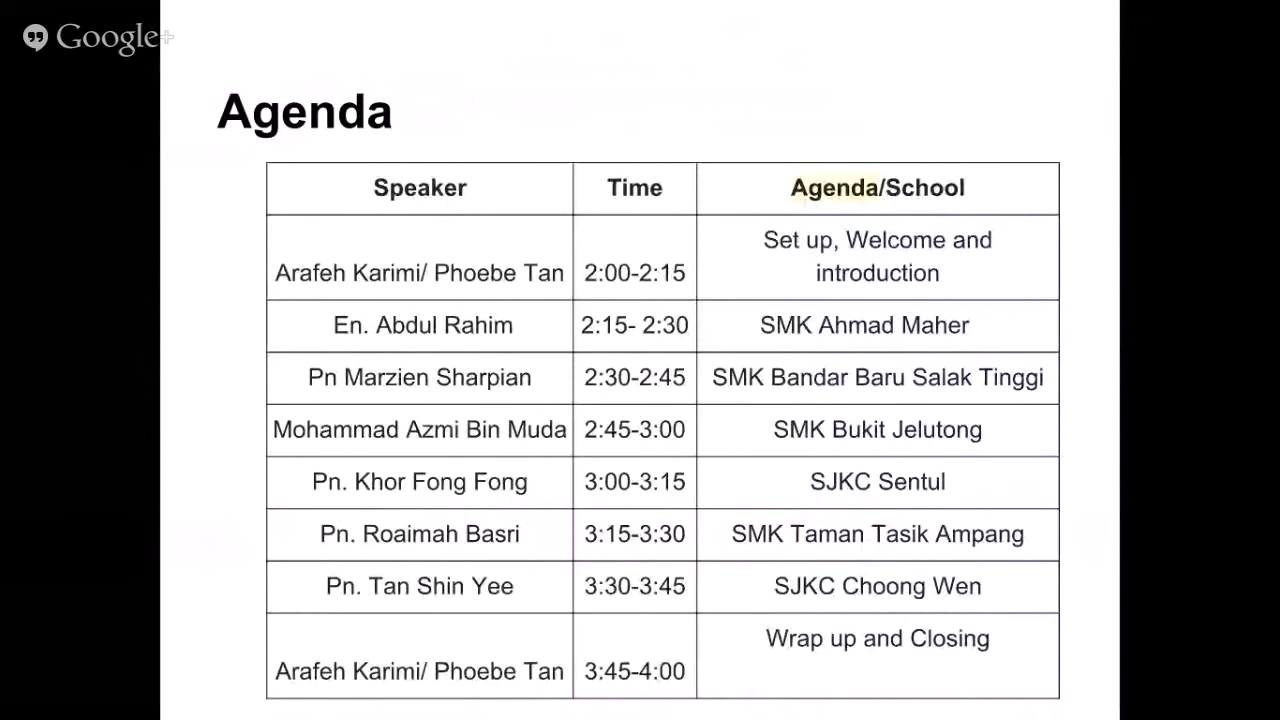 Google+
Agenda
Speaker Time Agenda/School
Set up, Welcome and
Arafeh Karimi/ Phoebe Tan 2:00-2:15 introduction
En. Abdul Rahim 2:15- 2:30 SMK Ahmad Maher
Pn Marzien Sharpian 2:30-2:45 SMK Bandar Baru Salak Tinggi
Mohammad Azmi Bin Muda 2:45-3:00 SMK Bukit Jelutong
Pn. Khor Fong Fong 3:00-3:15 SJKC Sentul
Pn. Roaimah Basri 3:15-3:30 SMK Taman Tasik Ampang
Pn. Tan Shin Yee 3:30-3:45 SJKC Choong Wen
Wrap up and Closing
Arafeh Karimi/ Phoebe Tan 3:45-4:00